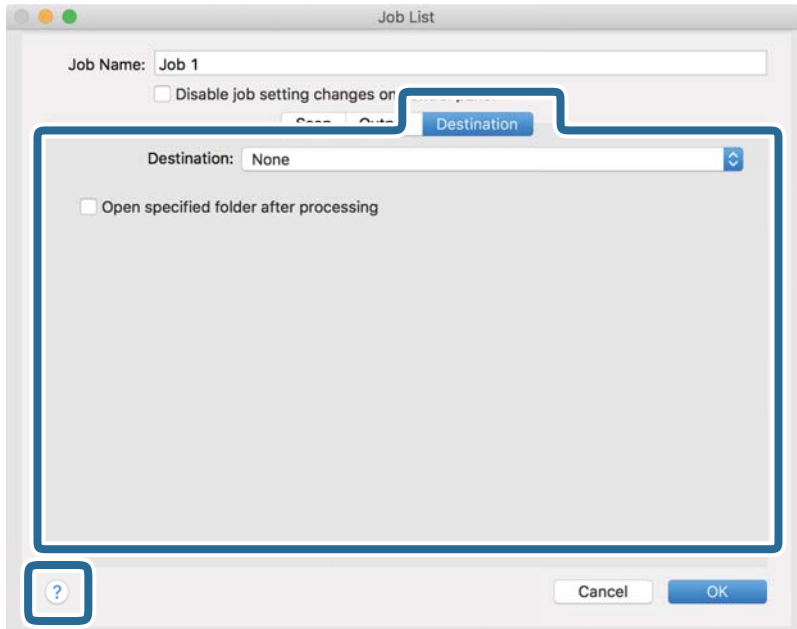 Job List
Job Name: Job 1
Disable job setting changes on
Destination
Destination: None
Open specified folder after processing
?
Cancel OK